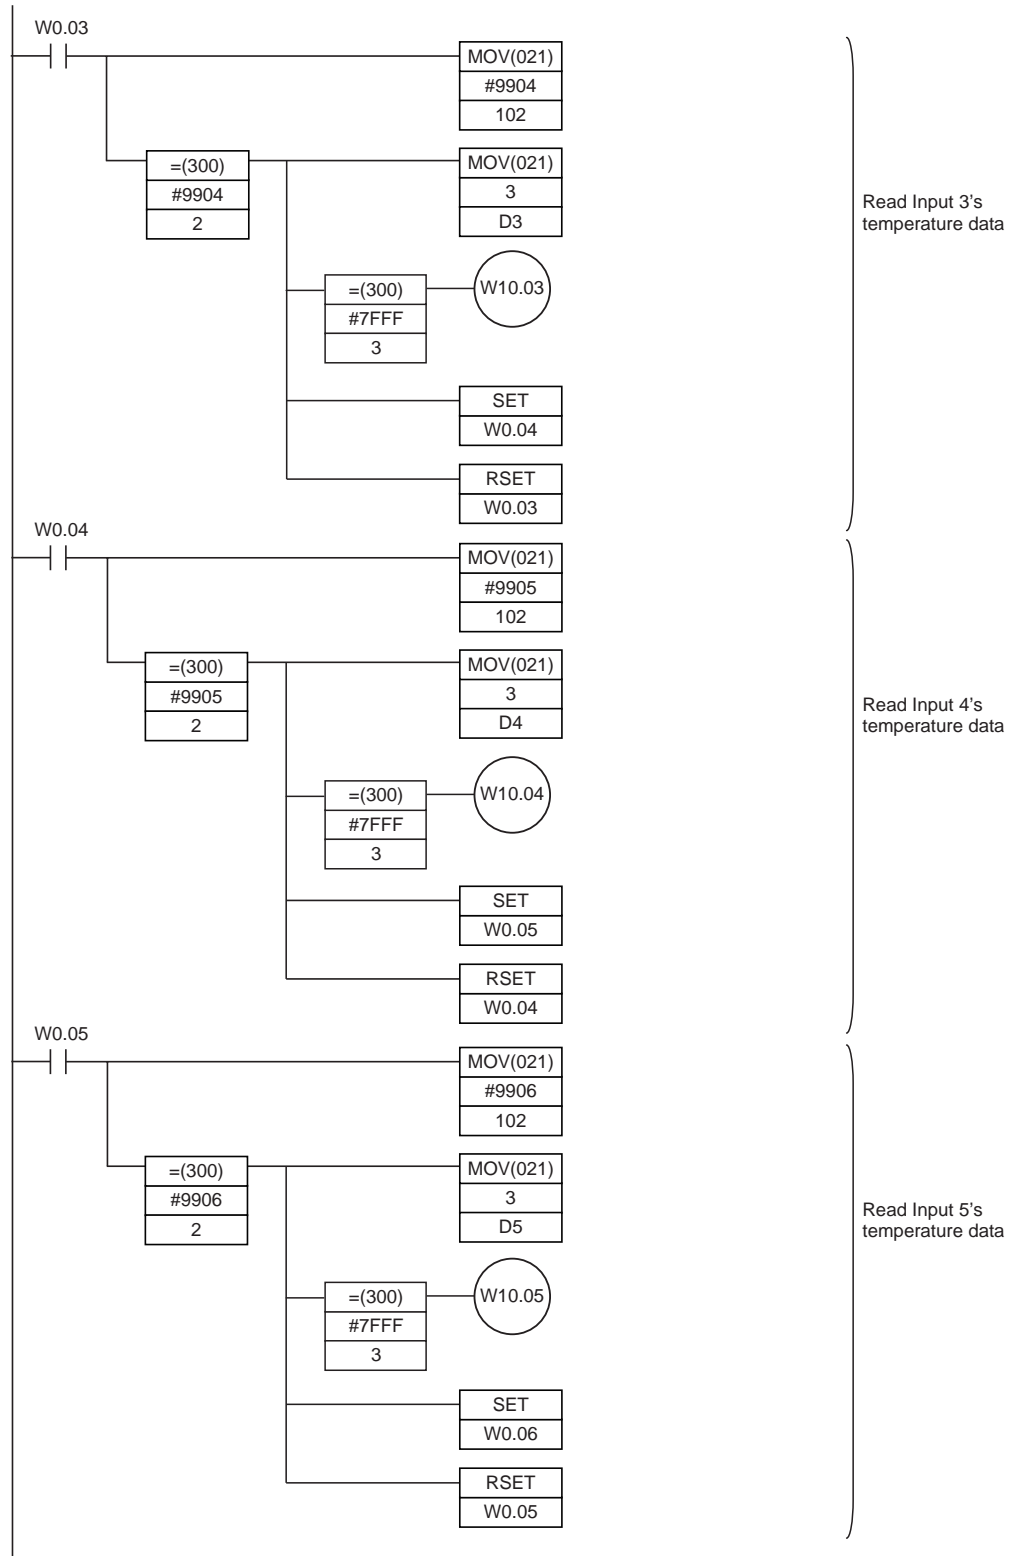 W0.03
MOV(021)
#9904
102
=(300)
#9904
2
MOV(021)
3
D3
Read Input 3’s
temperature data
=(300)
#7FFF
3
W10.03
SET
W0.04
RSET
W0.03
W0.04
MOV(021)
#9905
102
=(300)
#9905
2
MOV(021)
3
D4
Read Input 4’s
temperature data
=(300)
#7FFF
3
W10.04
SET
W0.05
RSET
W0.04
W0.05
MOV(021)
#9906
102
=(300)
#9906
2
MOV(021)
3
D5
Read Input 5’s
temperature data
=(300)
#7FFF
3
W10.05
SET
W0.06
RSET
W0.05